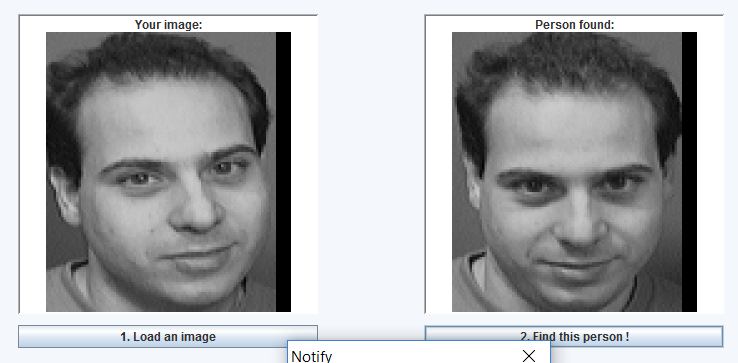 Your image:
Person found:
1. Load an image
2. Find this person !
Notify